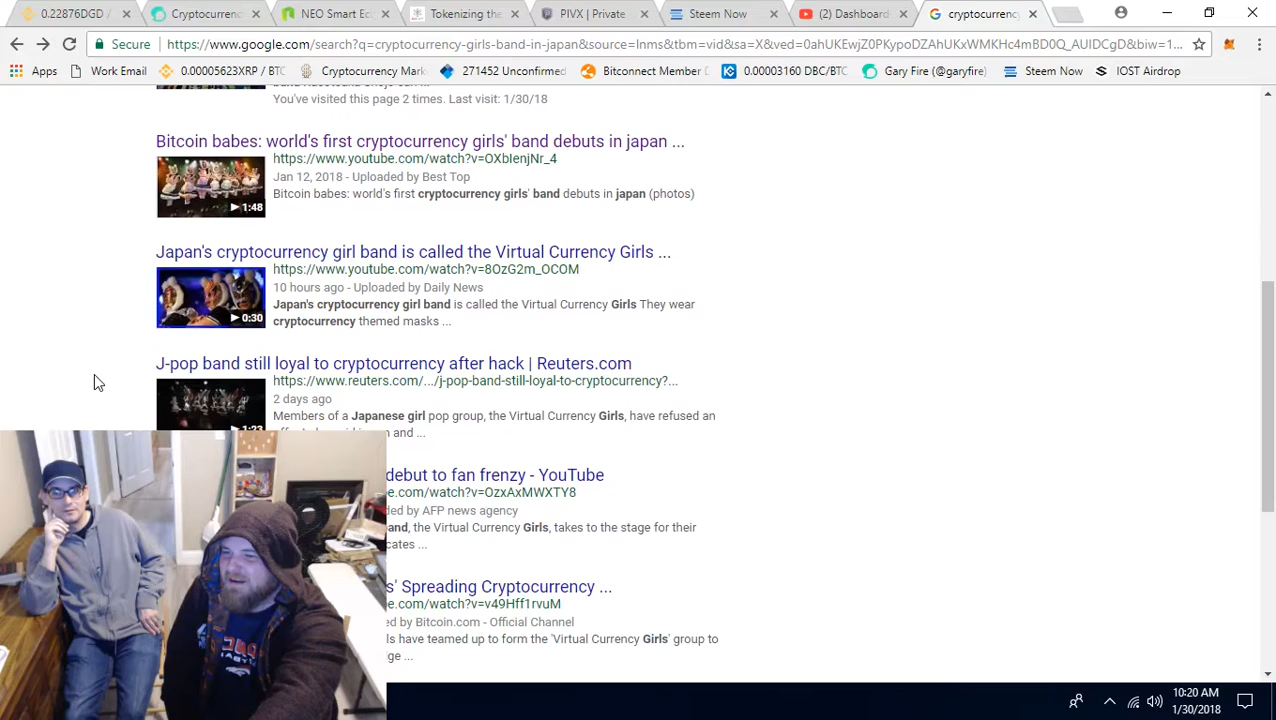 0.22876DGD
Cryptocurrenc
NEO Smart Ec
Tokenizing the
PIVX | Private
Steem Now
(2) Dashboard
cryptocurrency
Secure
https://www.google.com/search?q=cryptocurrency-girls-band-in-japan&source=lnms&tbm=vid&sa=X&ved=0ahUKEwjZ0PKypoDZAhUKxWMKHc4mBD0Q_AUIDCgD&biw=1...
Apps
Work Email
0.00005623XRP / BTC
Cryptocurrency Mark
271452 Unconfirmed
Bitconnect Member D
0.00003160 DBC/BTC
Gary Fire (@garyfire)
Steem Now
IOST Airdrop
You've visited this page 2 times. Last visit: 1/30/18
Bitcoin babes: world's first cryptocurrency girls' band debuts in japan ...
https://www.youtube.com/watch?v=OXbIenjNr_4
Jan 12, 2018 - Uploaded by Best Top
Bitcoin babes: world's first cryptocurrency girls' band debuts in japan (photos)
1:48
Japan's cryptocurrency girl band is called the Virtual Currency Girls ...
https://www.youtube.com/watch?v=8OzG2m_OCOM
10 hours ago - Uploaded by Daily News
Japan's cryptocurrency girl band is called the Virtual Currency Girls They wear
cryptocurrency themed masks ...
0:30
J-pop band still loyal to cryptocurrency after hack | Reuters.com
https://www.reuters.com/.../j-pop-band-still-loyal-to-cryptocurrency?...
2 days ago
Members of a Japanese girl pop group, the Virtual Currency Girls, have refused an
and ...
debut to fan frenzy - YouTube
e.com/watch?v=OzxAxMWXTY8
ded by AFP news agency
and, the Virtual Currency Girls, takes to the stage for their
cates ...
s' Spreading Cryptocurrency ...
e.com/watch?v=v49Hff1rvuM
ed by Bitcoin.com - Official Channel
ls have teamed up to form the 'Virtual Currency Girls' group to
ge ...
10:20 AM
1/30/2018